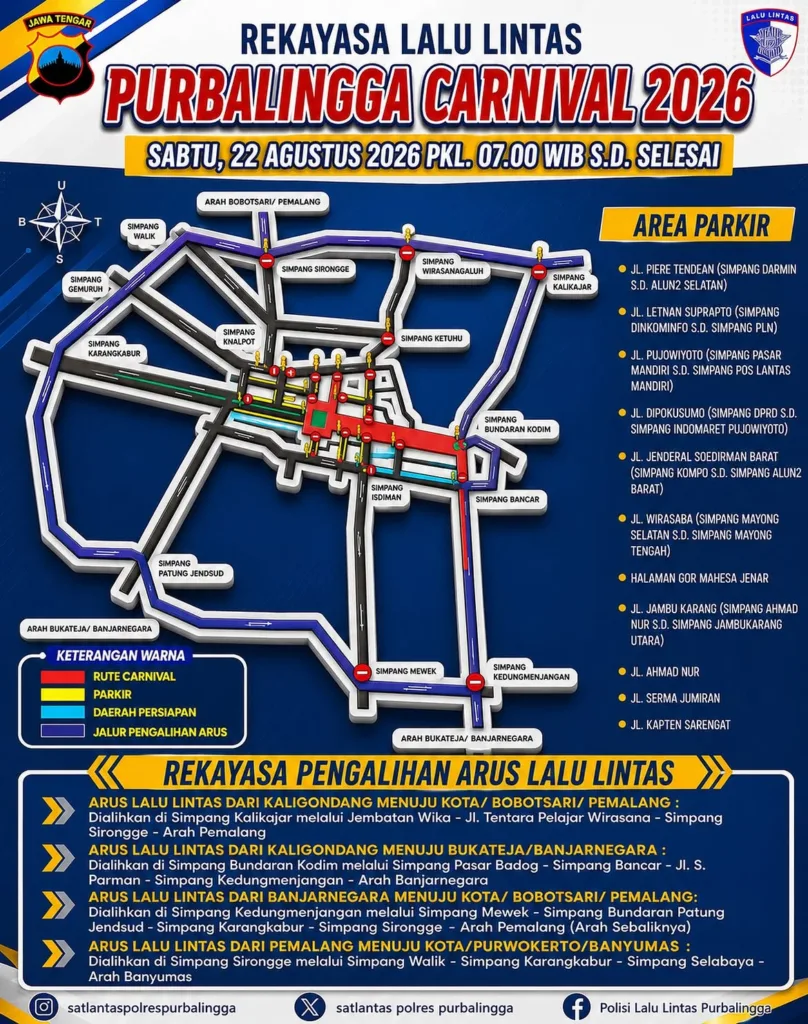 JAWA TENGAH
LALU LINTAS
REKAYASA LALU LINTAS
PURBALINGGA CARNIVAL 2026
SABTU, 22 AGUSTUS 2026 PKL. 07.00 WIB S.D. SELESAI
U
B
T
S
ARAH BOBOTSARI/ PEMALANG
SIMPANG
WALIK
SIMPANG SIRONGGE
SIMPANG
WIRASANAGALUH
SIMPANG
KALIKAJAR
SIMPANG
GEMURUH
SIMPANG
KNALPOT
SIMPANG KETUHU
SIMPANG
KARANGKABUR
SIMPANG
BUNDARAN KODIM
SIMPANG
ISDIMAN
SIMPANG BANCAR
SIMPANG
PATUNG JENDSUD
ARAH BUKATEJA/ BANJARNEGARA
SIMPANG MEWEK
SIMPANG
KEDUNGMENJANGAN
ARAH BUKATEJA/ BANJARNEGARA
KETERANGAN WARNA
RUTE CARNIVAL
PARKIR
DAERAH PERSIAPAN
JALUR PENGALIHAN ARUS
AREA PARKIR
JL. PIERE TENDEAN (SIMPANG DARMIN
S.D. ALUN2 SELATAN)
JL. LETNAN SUPRAPTO (SIMPANG
DINKOMINFO S.D. SIMPANG PLN)
JL. PUJOWIYOTO (SIMPANG PASAR
MANDIRI S.D. SIMPANG POS LANTAS
MANDIRI)
JL. DIPOKUSUMO (SIMPANG DPRD S.D.
SIMPANG INDOMARET PUJOWIYOTO)
JL. JENDERAL SOEDIRMAN BARAT
(SIMPANG KOMPO S.D. SIMPANG ALUN2
BARAT)
JL. WIRASABA (SIMPANG MAYONG
SELATAN S.D. SIMPANG MAYONG
TENGAH)
HALAMAN GOR MAHESA JENAR
JL. JAMBU KARANG (SIMPANG AHMAD
NUR S.D. SIMPANG JAMBUKARANG
UTARA)
JL. AHMAD NUR
JL. SERMA JUMIRAN
JL. KAPTEN SARENGAT
REKAYASA PENGALIHAN ARUS LALU LINTAS
ARUS LALU LINTAS DARI KALIGONDANG MENUJU KOTA/ BOBOTSARI/ PEMALANG :
Dialihkan di Simpang Kalikajar melalui Jembatan Wika - Jl. Tentara Pelajar Wirasana - Simpang
Sirongge - Arah Pemalang
ARUS LALU LINTAS DARI KALIGONDANG MENUJU BUKATEJA/BANJARNEGARA :
Dialihkan di Simpang Bundaran Kodim melalui Simpang Pasar Badog - Simpang Bancar - Jl. S.
Parman - Simpang Kedungmenjangan - Arah Banjarnegara
ARUS LALU LINTAS DARI BANJARNEGARA MENUJU KOTA/ BOBOTSARI/ PEMALANG:
Dialihkan di Simpang Kedungmenjangan melalui Simpang Mewek - Simpang Bundaran Patung
Jendsud - Simpang Karangkabur - Simpang Sirongge - Arah Pemalang (Arah Sebaliknya)
ARUS LALU LINTAS DARI PEMALANG MENUJU KOTA/PURWOKERTO/BANYUMAS :
Dialihkan di Simpang Sirongge melalui Simpang Walik - Simpang Karangkabur - Simpang Selabaya -
Arah Banyumas
satlantaspolrespurbalingga
satlantas polres purbalingga
Polisi Lalu Lintas Purbalingga